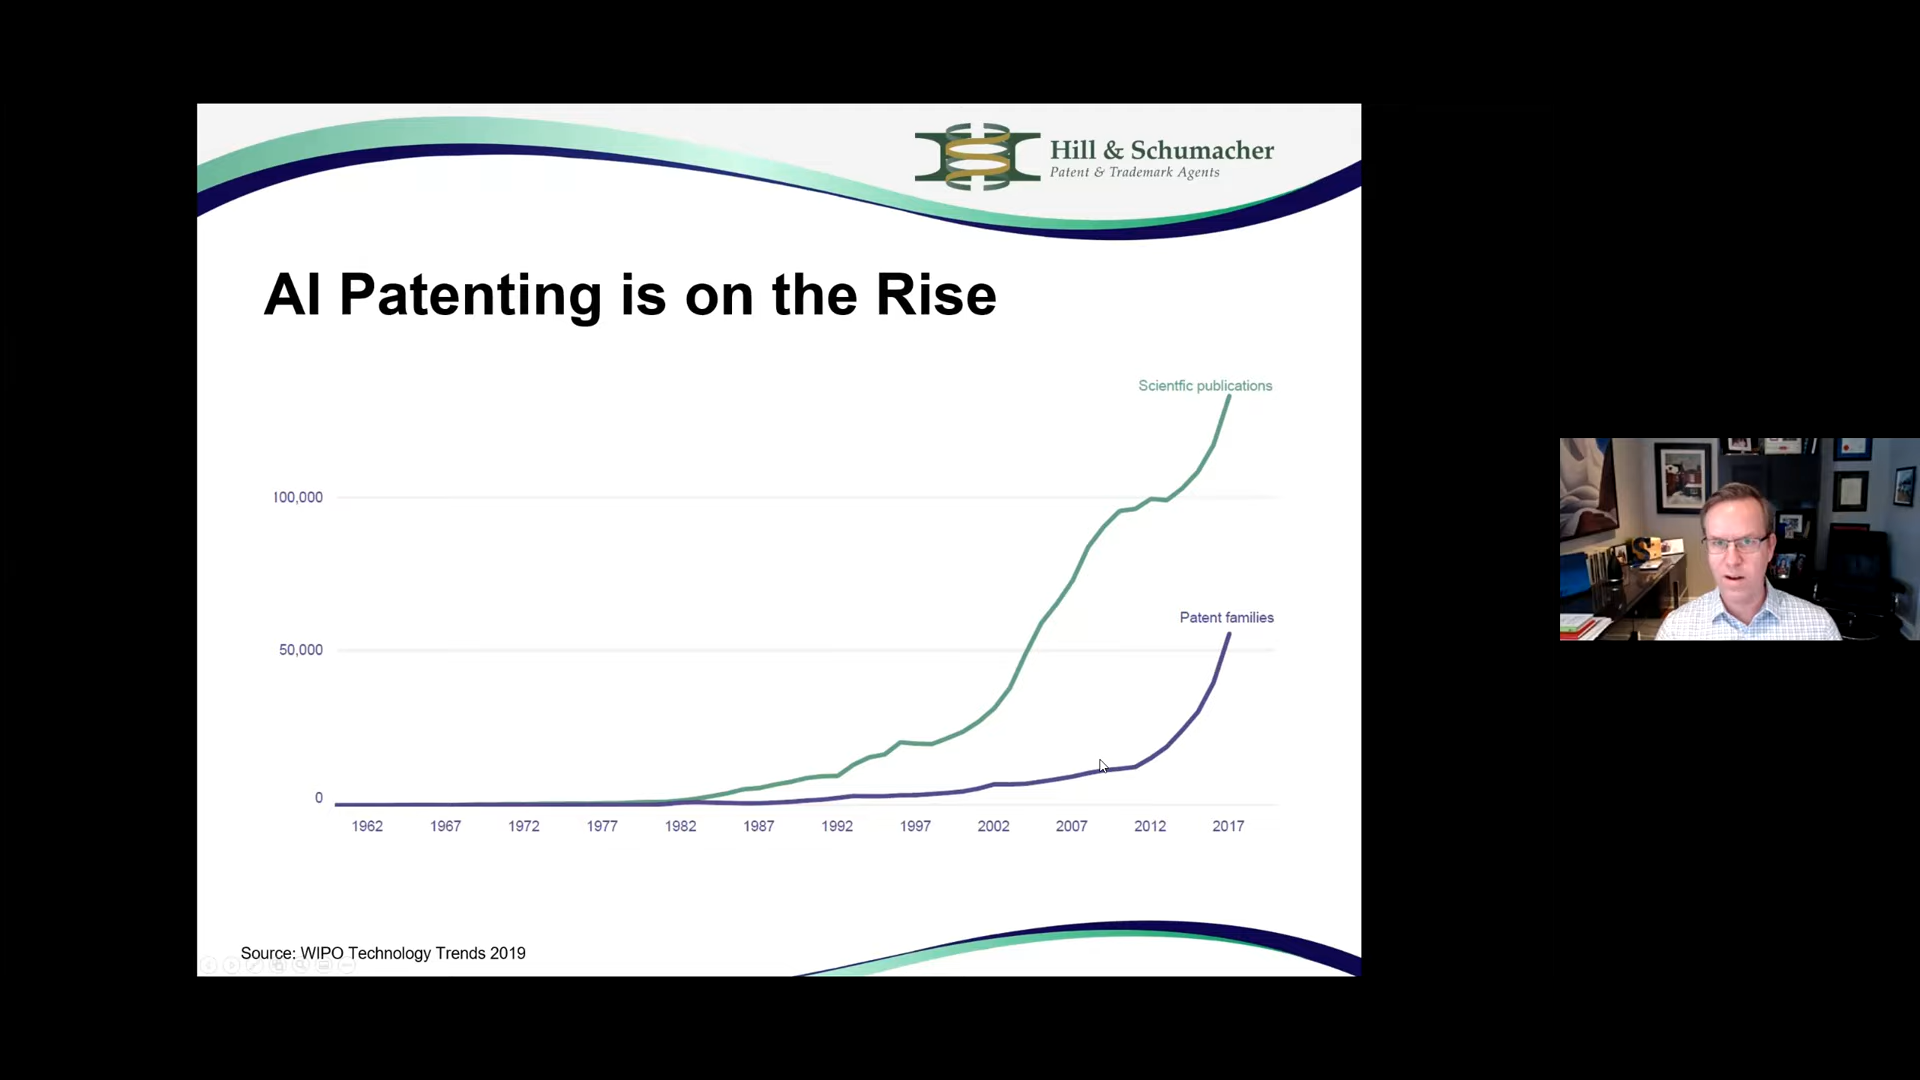 Hill & Schumacher
Patent & Trademark Agents
AI Patenting is on the Rise
Scientfic publications
100,000
Patent families
50,000
0
1962 1967 1972 1977 1982 1987 1992 1997 2002 2007 2012 2017
Source: WIPO Technology Trends 2019